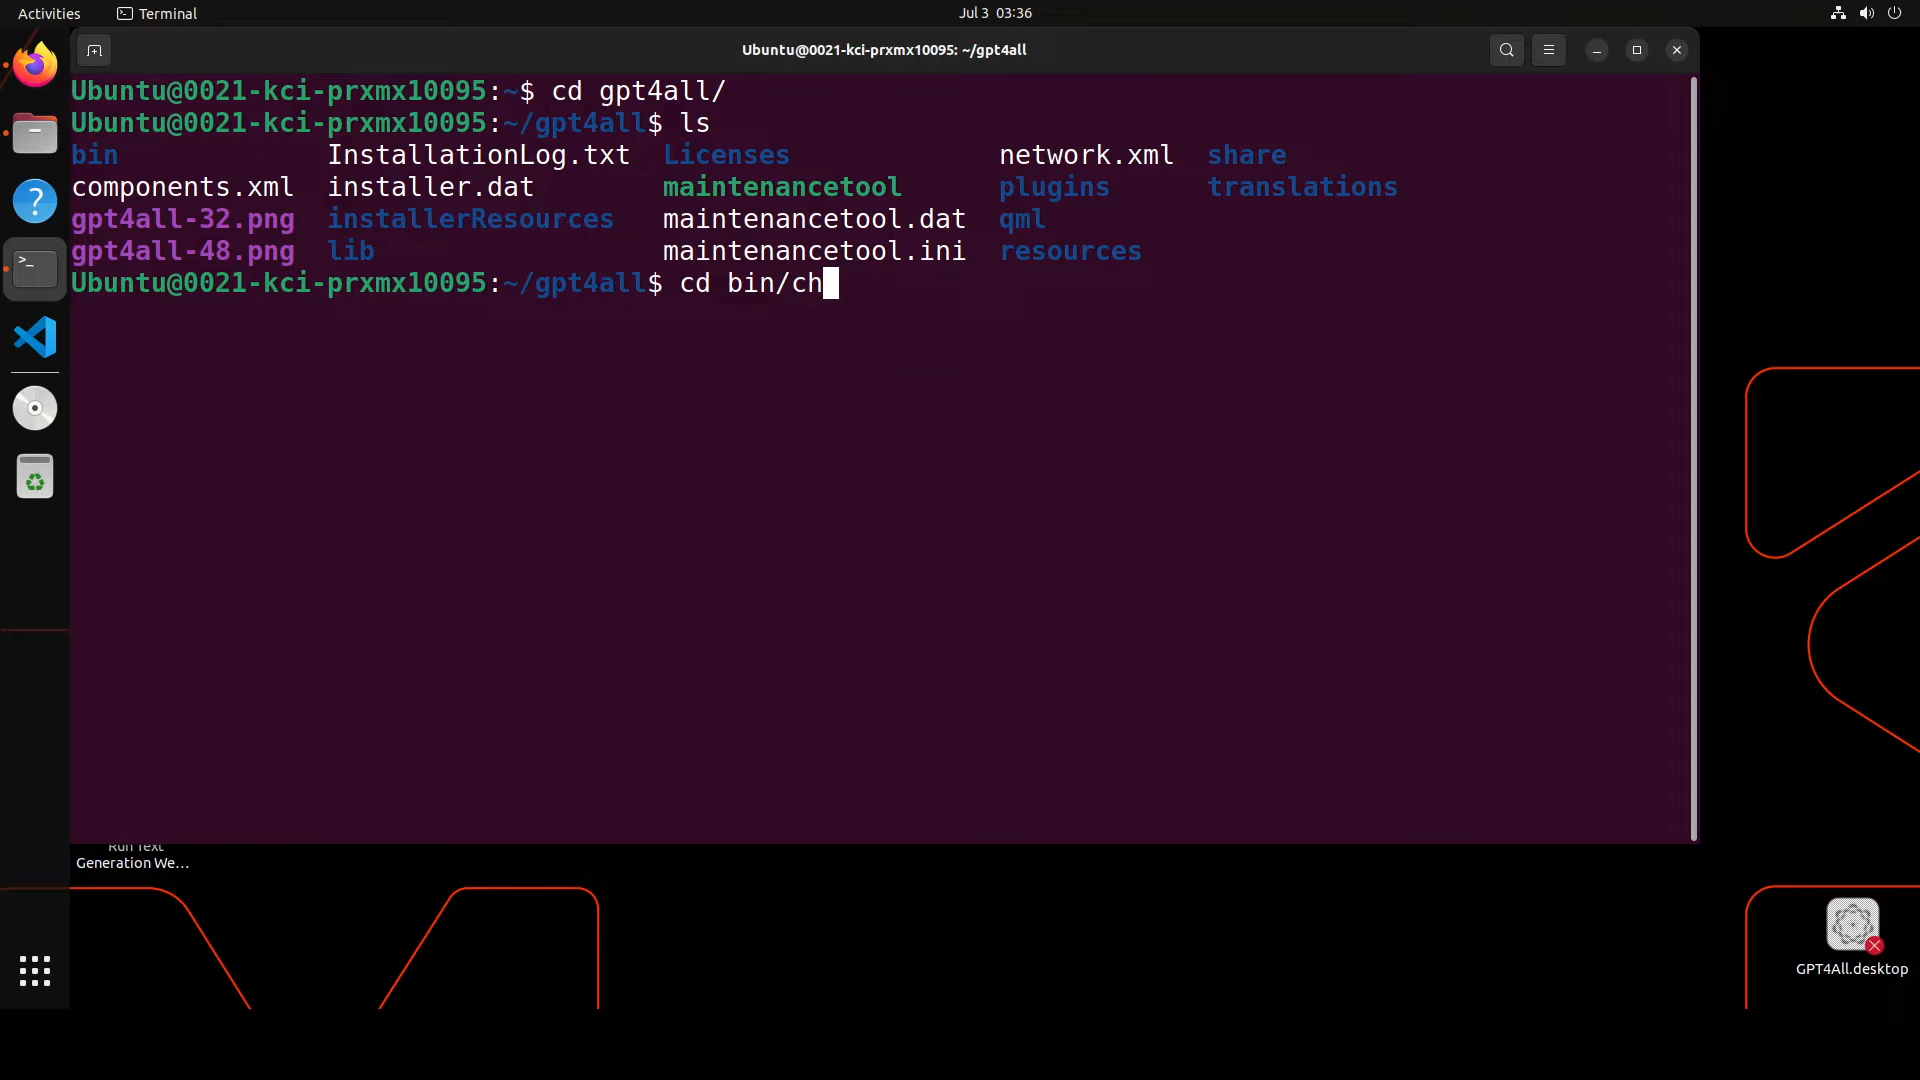 Activities Terminal Jul 3 03:36
Ubuntu@0021-kci-prxmx10095: ~/gpt4all
Ubuntu@0021-kci-prxmx10095:~$ cd gpt4all/
Ubuntu@0021-kci-prxmx10095:~/gpt4all$ ls
bin InstallationLog.txt Licenses network.xml share
components.xml installer.dat maintenancetool plugins translations
gpt4all-32.png installerResources maintenancetool.dat qml
gpt4all-48.png lib maintenancetool.ini resources
Ubuntu@0021-kci-prxmx10095:~/gpt4all$ cd bin/ch
Run Text
Generation We...
GPT4All.desktop